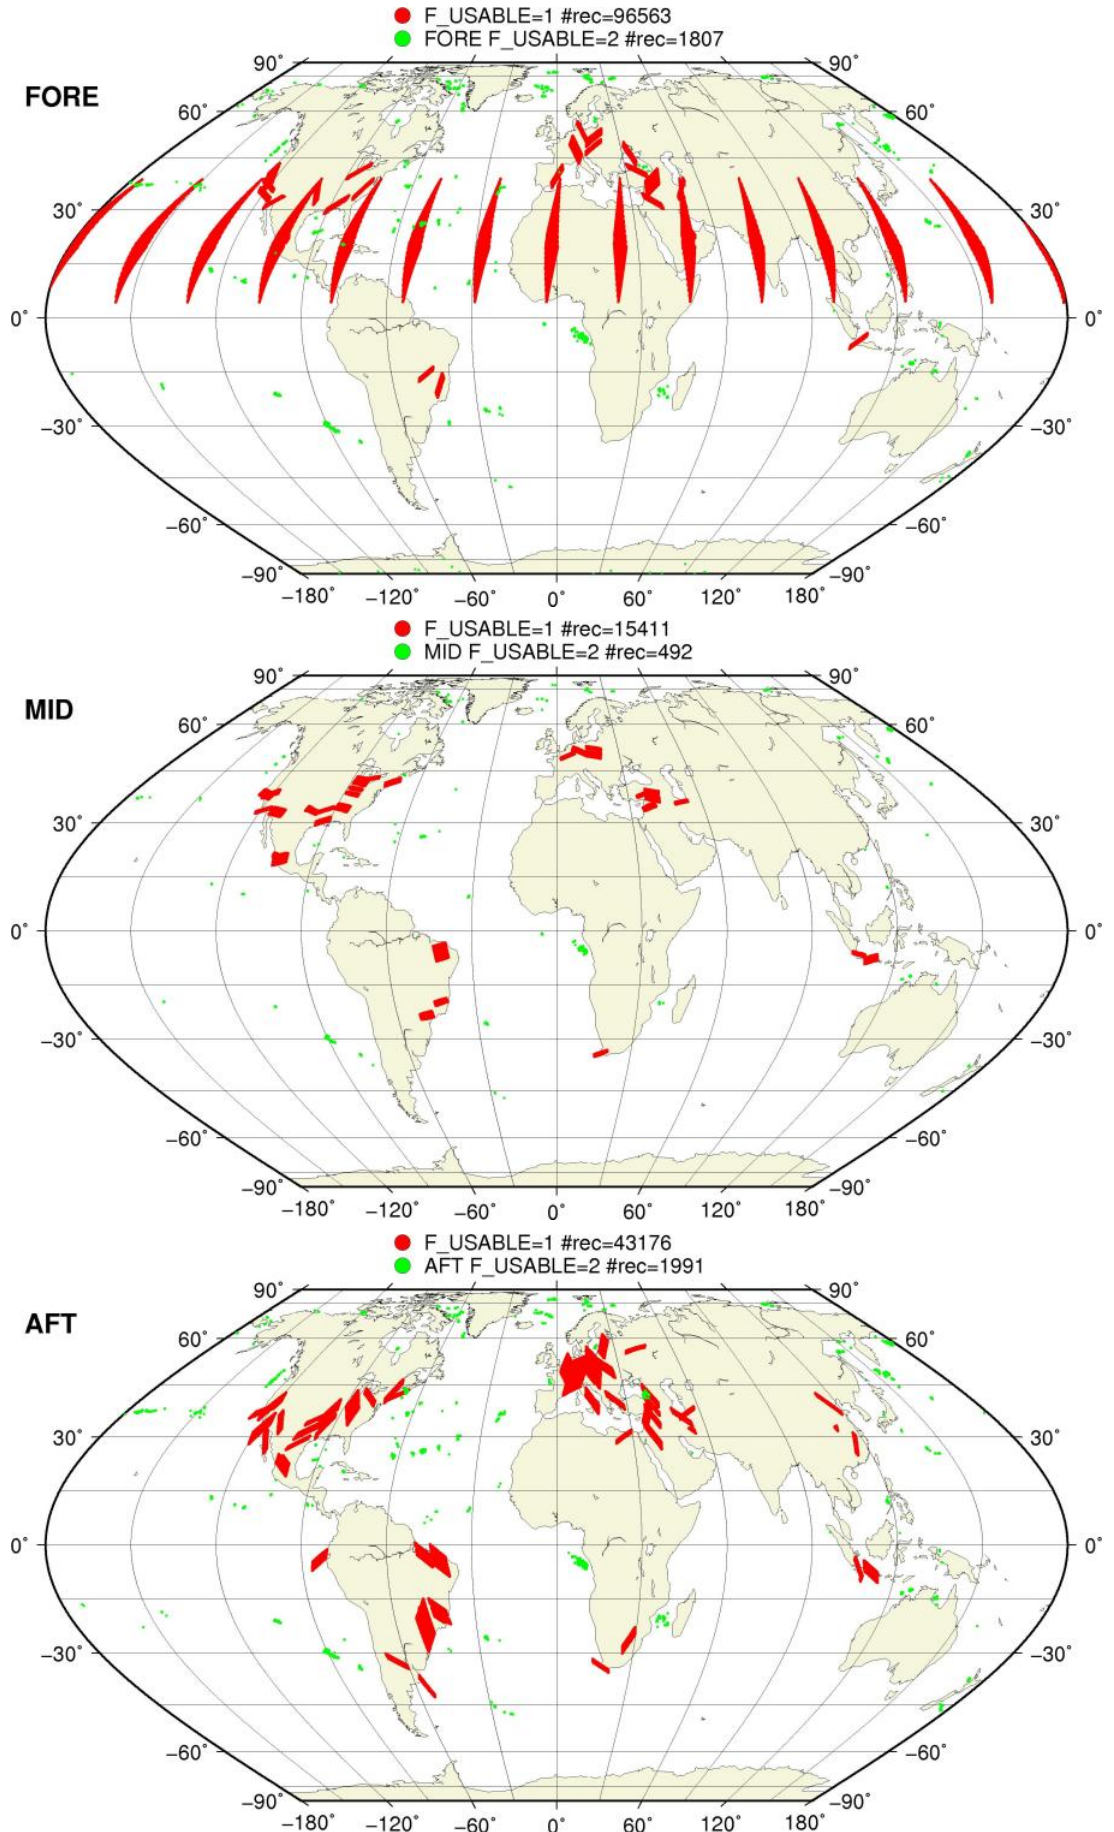 F_USABLE=1 #rec=96563
FORE F_USABLE=2 #rec=1807
FORE
90° 90°
60° 60°
30° 30°
0° 0°
−30° −30°
−60° −60°
−90° −90°
−180° −120° −60° 0° 60° 120° 180°
F_USABLE=1 #rec=15411
MID F_USABLE=2 #rec=492
MID
90° 90°
60° 60°
30° 30°
0° 0°
−30° −30°
−60° −60°
−90° −90°
−180° −120° −60° 0° 60° 120° 180°
F_USABLE=1 #rec=43176
AFT F_USABLE=2 #rec=1991
AFT
90° 90°
60° 60°
30° 30°
0° 0°
−30° −30°
−60° −60°
−90° −90°
−180° −120° −60° 0° 60° 120° 180°